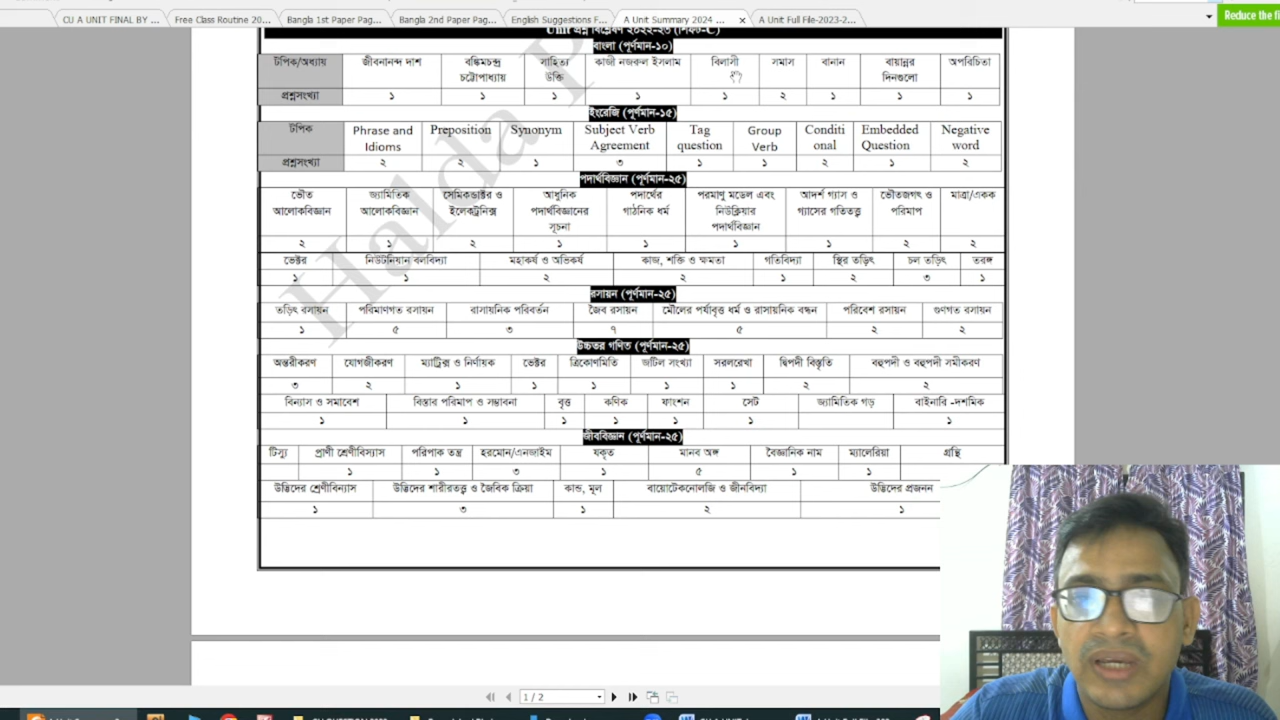 CU A UNIT FINAL BY ...
Free Class Routine 20...
Bangla 1st Paper Pag...
Bangla 2nd Paper Pag...
English Suggestions F...
A Unit Summary 2024 ...
A Unit Full File-2023-2...
Reduce the fi
Unit প্রশ্ন বিশ্লেষণ ২০২২-২৩ (শিফট-C)
বাংলা (পূর্ণমান-১০)
টপিক/অধ্যায় জীবনানন্দ দাশ বঙ্কিমচন্দ্র চট্টোপাধ্যায় সাহিত্য উক্তি কাজী নজরুল ইসলাম বিলাসী সমাস বানান বায়ান্নর দিনগুলো অপরিচিতা
প্রশ্নসংখ্যা ১ ১ ১ ১ ১ ২ ১ ১ ১
ইংরেজি (পূর্ণমান-১৫)
টপিক Phrase and Idioms Preposition Synonym Subject Verb Agreement Tag question Group Verb Conditi onal Embedded Question Negative word
প্রশ্নসংখ্যা ২ ২ ১ ৩ ১ ১ ২ ১ ২
পদার্থবিজ্ঞান (পূর্ণমান-২৫)
ভৌত আলোকবিজ্ঞান জ্যামিতিক আলোকবিজ্ঞান সেমিকন্ডাক্টর ও ইলেকট্রনিক্স আধুনিক পদার্থবিজ্ঞানের সূচনা পদার্থের গাঠনিক ধর্ম পরমাণু মডেল এবং নিউক্লিয়ার পদার্থবিজ্ঞান আদর্শ গ্যাস ও গ্যাসের গতিতত্ত্ব ভৌতজগৎ ও পরিমাপ মাত্রা/একক
২ ১ ২ ১ ১ ১ ১ ২ ২
ভেক্টর নিউটনিয়ান বলবিদ্যা মহাকর্ষ ও অভিকর্ষ কাজ, শক্তি ও ক্ষমতা গতিবিদ্যা স্থির তড়িৎ চল তড়িৎ তরঙ্গ
১ ১ ২ ২ ১ ২ ৩ ১
রসায়ন (পূর্ণমান-২৫)
তড়িৎ রসায়ন পরিমাণগত রসায়ন রাসায়নিক পরিবর্তন জৈব রসায়ন মৌলের পর্যাবৃত্ত ধর্ম ও রাসায়নিক বন্ধন পরিবেশ রসায়ন গুণগত রসায়ন
১ ৫ ৩ ৭ ৫ ২ ২
উচ্চতর গণিত (পূর্ণমান-২৫)
অন্তরীকরণ যোগজীকরণ ম্যাট্রিক্স ও নির্ণায়ক ভেক্টর ত্রিকোণমিতি জটিল সংখ্যা সরলরেখা দ্বিপদী বিস্তৃতি বহুপদী ও বহুপদী সমীকরণ
৩ ২ ১ ১ ১ ১ ১ ২ ২
বিন্যাস ও সমাবেশ বিস্তার পরিমাপ ও সম্ভাবনা বৃত্ত কণিক ফাংশন সেট জ্যামিতিক গড় বাইনারি -দশমিক
১ ১ ১ ১ ১ ১ ১
জীববিজ্ঞান (পূর্ণমান-২৫)
টিস্যু প্রাণী শ্রেণীবিন্যাস পরিপাক তন্ত্র হরমোন/এনজাইম যকৃত মানব অঙ্গ বৈজ্ঞানিক নাম ম্যালেরিয়া গ্রন্থি
১ ১ ৩ ১ ৫ ১ ১
উদ্ভিদের শ্রেণীবিন্যাস উদ্ভিদের শারীরতত্ত্ব ও জৈবিক ক্রিয়া কান্ড, মূল বায়োটেকনোলজি ও জীনবিদ্যা উদ্ভিদের প্রজনন
১ ৩ ১ ২ ১
Halda P
1 / 2